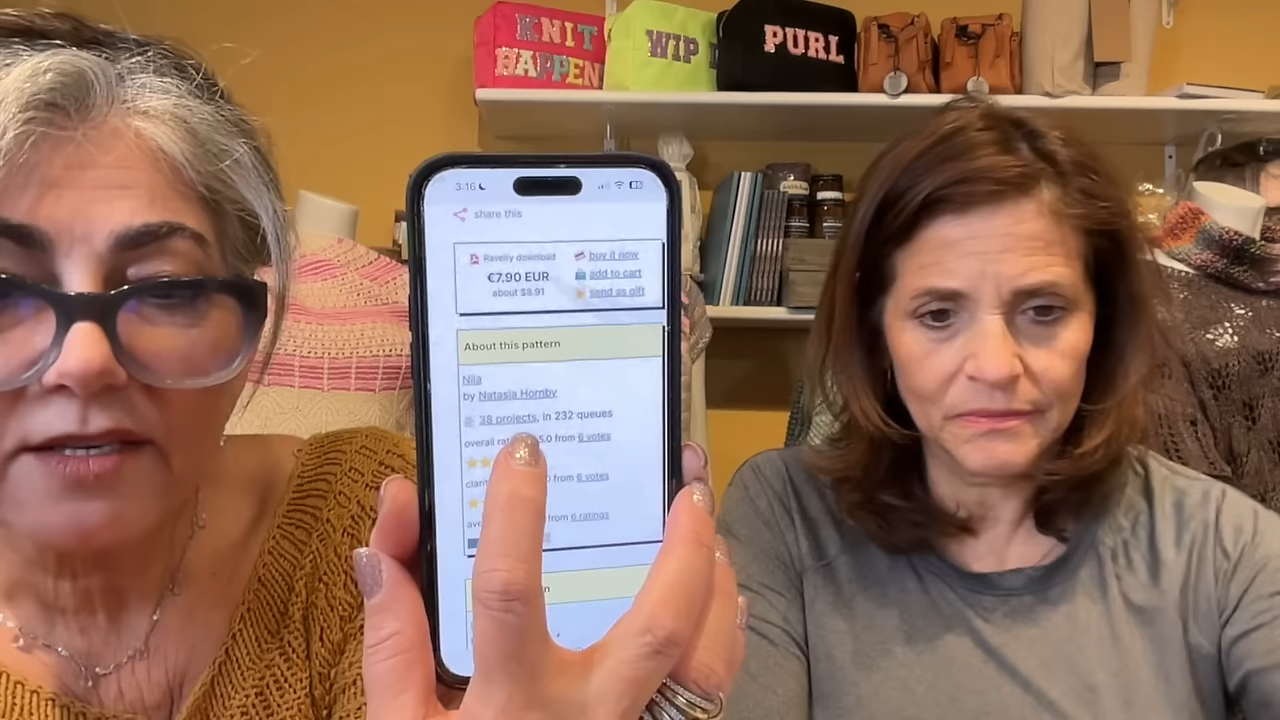 KNIT
HAPPEN
WIP
PURL
3:16
share this
Ravelry download
€7.90 EUR
about $8.91
buy it now
add to cart
send as gift
About this pattern
Nila
by Natasja Hornby
38 projects, in 232 queues
overall 5.0 from 6 votes
from 6 votes
from 6 ratings